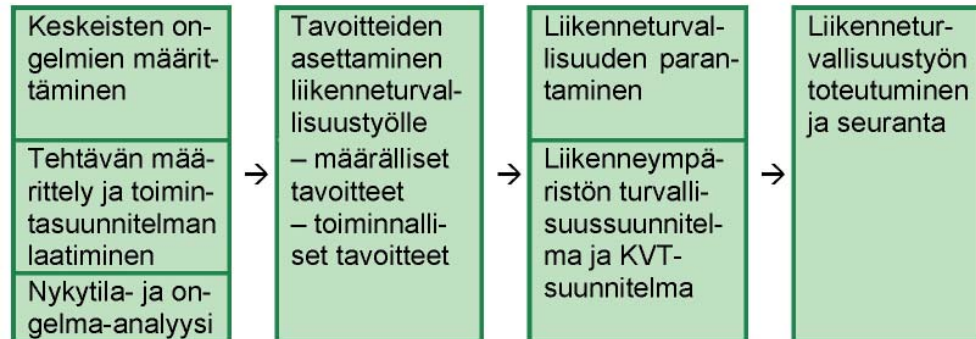 Keskeisten on-
gelmien määrit-
täminen
Tehtävän mää-
rittely ja toimin-
tasuunnitelman
laatiminen
Nykytila- ja on-
gelma-analyysi
→
Tavoitteiden
asettaminen
liikenneturval-
lisuustyölle
– määrälliset
tavoitteet
– toiminnalli-
set tavoitteet
→
Liikenneturval-
lisuuden paran-
taminen
Liikenneympä-
ristön turvalli-
suussuunnitel-
ma ja KVT-
suunnitelma
→
Liikennetur-
vallisuustyön
toteutuminen
ja seuranta